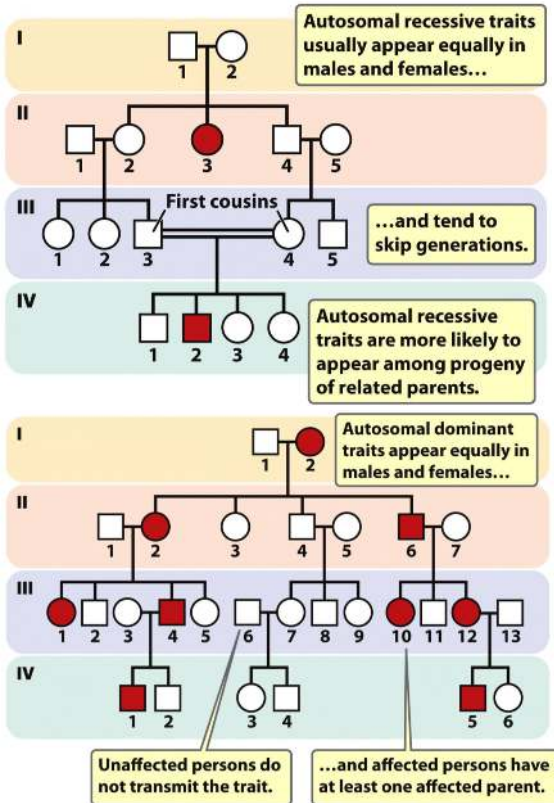 Autosomal recessive traits
usually appear equally in
males and females…
I
1 2
II
1 2 3 4 5
III
First cousins
1 2 3 4 5
…and tend to
skip generations.
IV
1 2 3 4
Autosomal recessive
traits are more likely to
appear among progeny
of related parents.
I
1 2
Autosomal dominant
traits appear equally in
males and females…
II
1 2 3 4 5 6 7
III
1 2 3 4 5 6 7 8 9 10 11 12 13
IV
1 2 3 4 5 6
Unaffected persons do
not transmit the trait.
…and affected persons have
at least one affected parent.